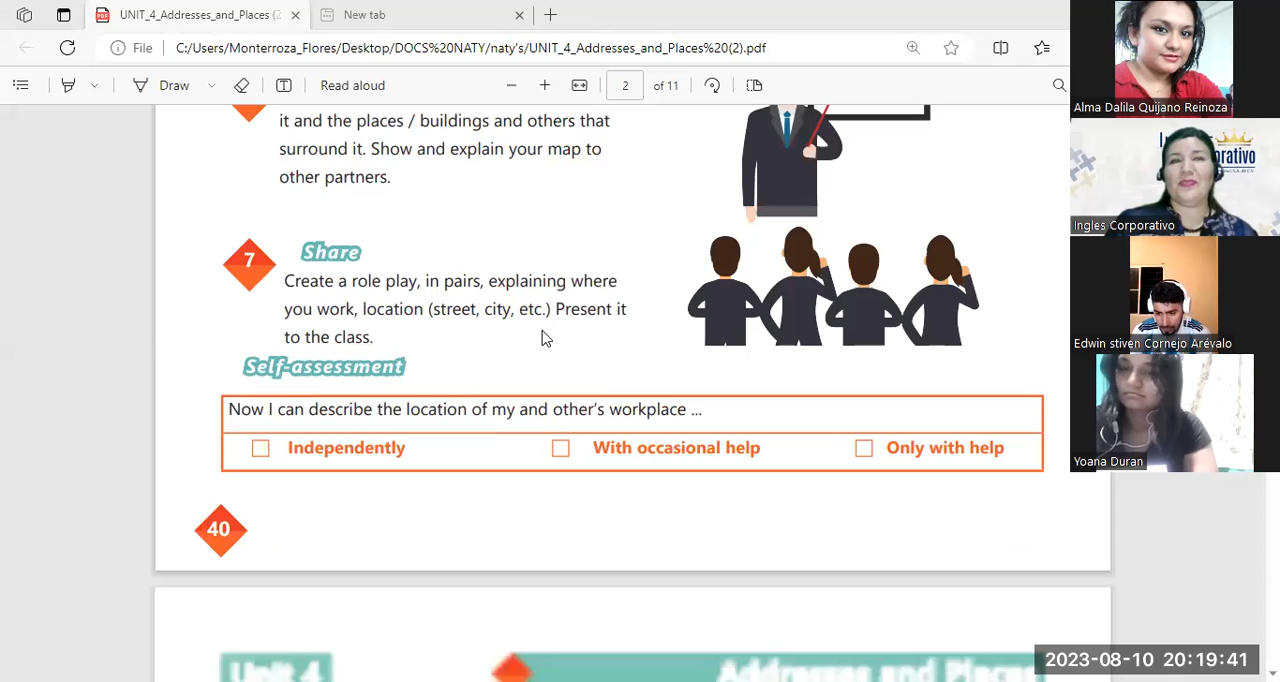 UNIT_4_Addresses_and_Places (2
New tab
File
C:/Users/Monterroza_Flores/Desktop/DOCS%20NATY/naty's/UNIT_4_Addresses_and_Places%20(2).pdf
Draw
Read aloud
2
of 11
it and the places / buildings and others that
surround it. Show and explain your map to
other partners.
7
Share
Create a role play, in pairs, explaining where
you work, location (street, city, etc.) Present it
to the class.
Self-assessment
Now I can describe the location of my and other's workplace ...
Independently
With occasional help
Only with help
40
Unit 4
Addresses and Places
Alma Dalila Quijano Reinoza
Ingles Corporativo
Edwin stiven Cornejo Arévalo
Yoana Duran
2023-08-10 20:19:41